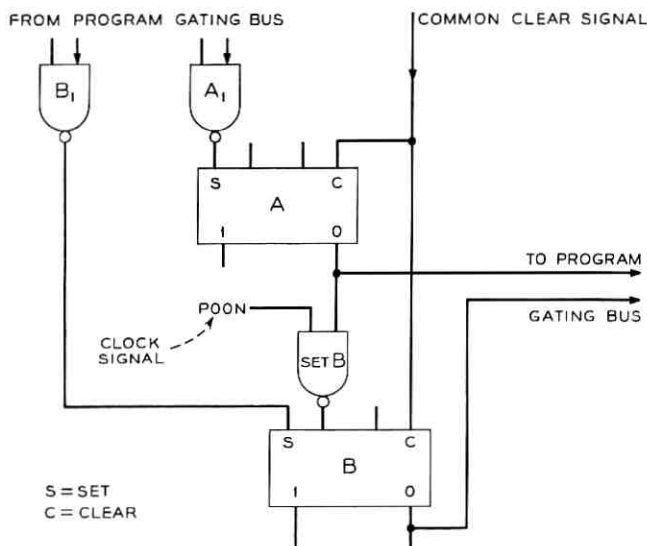 FROM PROGRAM GATING BUS
COMMON CLEAR SIGNAL
B1
A1
S
C
A
1
0
TO PROGRAM
GATING BUS
P00N
CLOCK
SIGNAL
SET B
S
C
B
1
0
S = SET
C = CLEAR